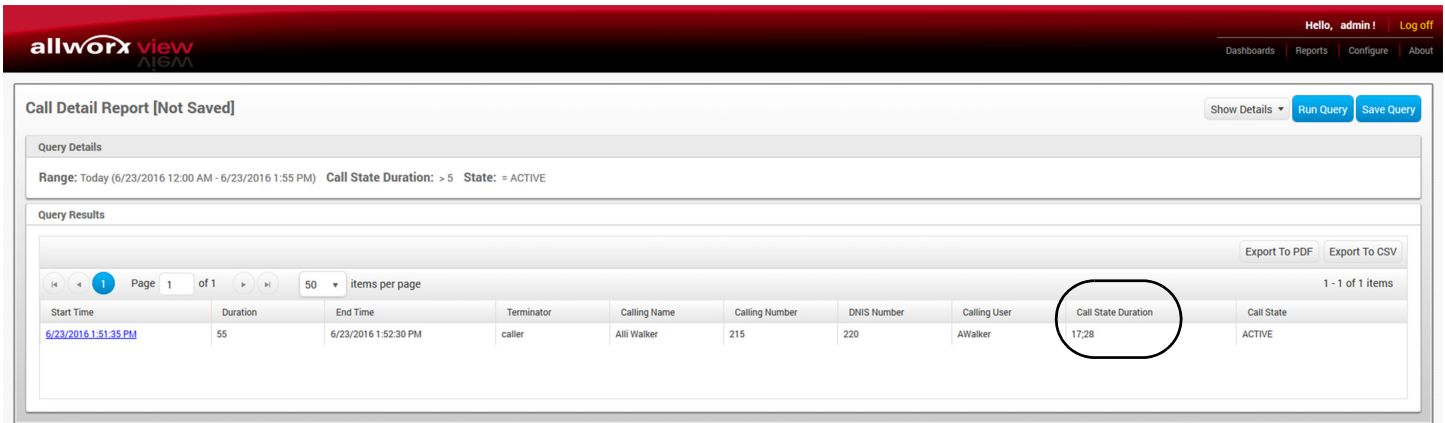 Hello, admin ! Log off
allworx view
Dashboards Reports Configure About
Call Detail Report [Not Saved]
Show Details Run Query Save Query
Query Details
Range: Today (6/23/2016 12:00 AM - 6/23/2016 1:55 PM) Call State Duration: > 5 State: = ACTIVE
Query Results
Export To PDF Export To CSV
1 Page 1 of 1 50 items per page 1 - 1 of 1 items
Start Time Duration End Time Terminator Calling Name Calling Number DNIS Number Calling User Call State Duration Call State
6/23/2016 1:51:35 PM 55 6/23/2016 1:52:30 PM caller Alli Walker 215 220 AWalker 17;28 ACTIVE